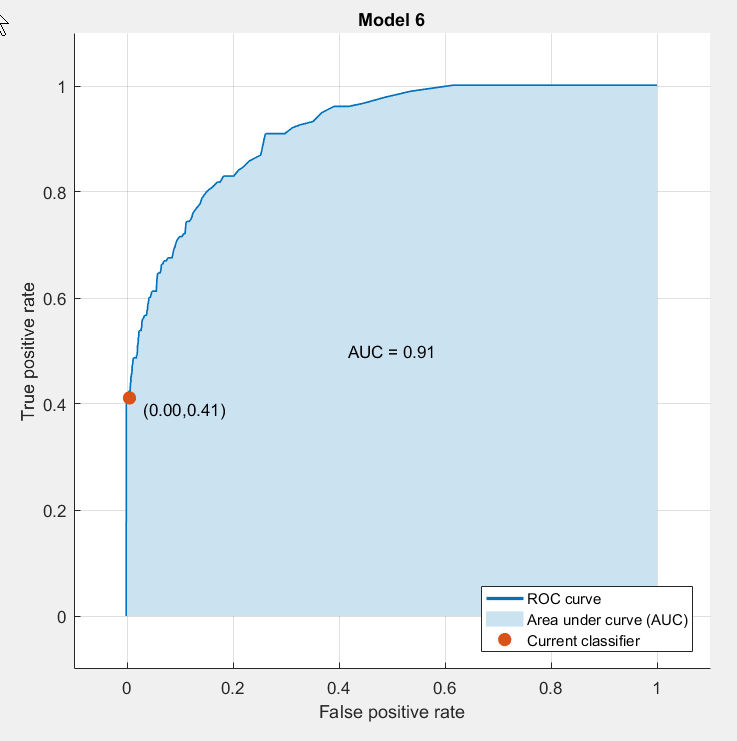 Model 6
1
0.8
0.6
0.4
0.2
0
True positive rate
AUC = 0.91
(0.00,0.41)
ROC curve
Area under curve (AUC)
Current classifier
0 0.2 0.4 0.6 0.8 1
False positive rate